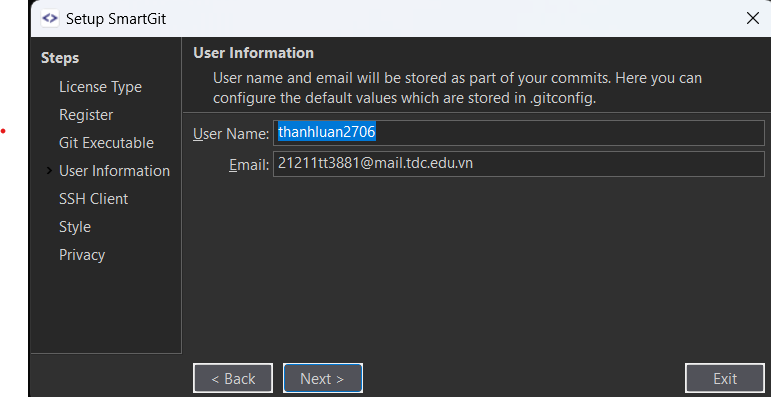 Setup SmartGit
Steps
License Type
Register
Git Executable
User Information
SSH Client
Style
Privacy
User Information
User name and email will be stored as part of your commits. Here you can
configure the default values which are stored in .gitconfig.
User Name: thanhluan2706
Email: 21211tt3881@mail.tdc.edu.vn
< Back
Next >
Exit